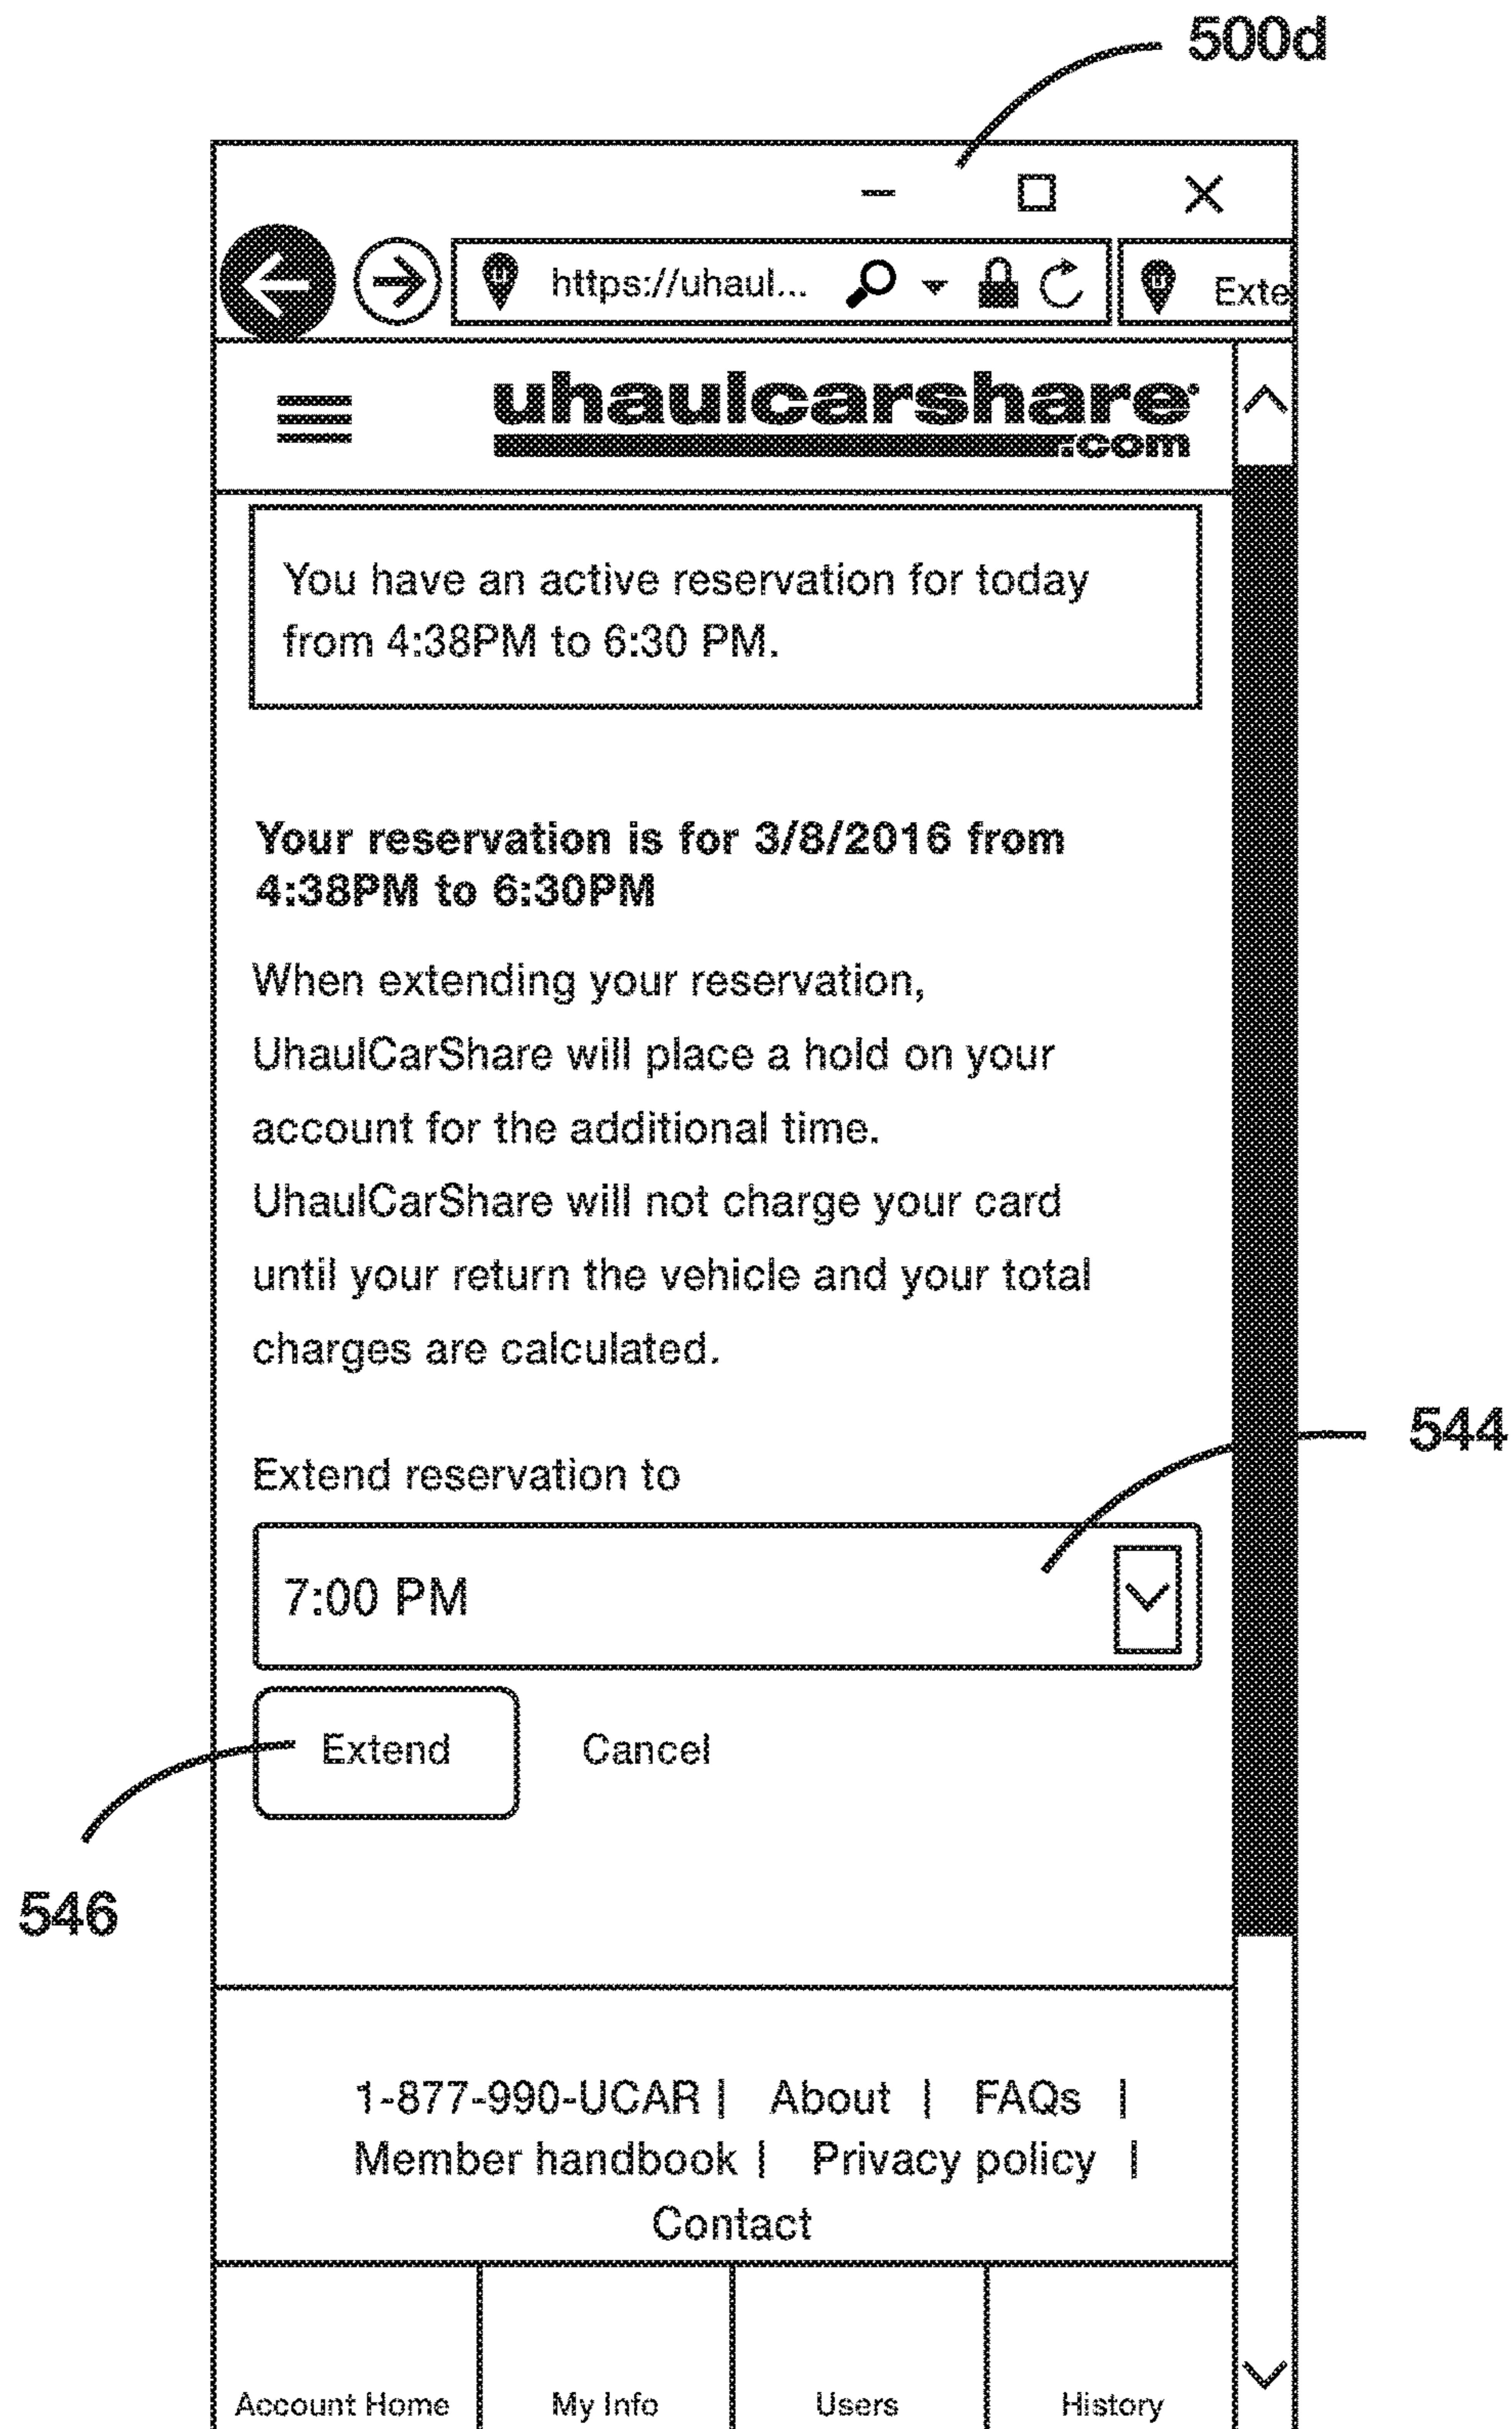 500d
https://uhaul...
Exte
uhaulcarshare
.com
You have an active reservation for today
from 4:38PM to 6:30 PM.
Your reservation is for 3/8/2016 from
4:38PM to 6:30PM
When extending your reservation,
UhaulCarShare will place a hold on your
account for the additional time.
UhaulCarShare will not charge your card
until your return the vehicle and your total
charges are calculated.
544
Extend reservation to
7:00 PM
Extend Cancel
546
1-877-990-UCAR | About | FAQs |
Member handbook | Privacy policy |
Contact
Account Home My Info Users History